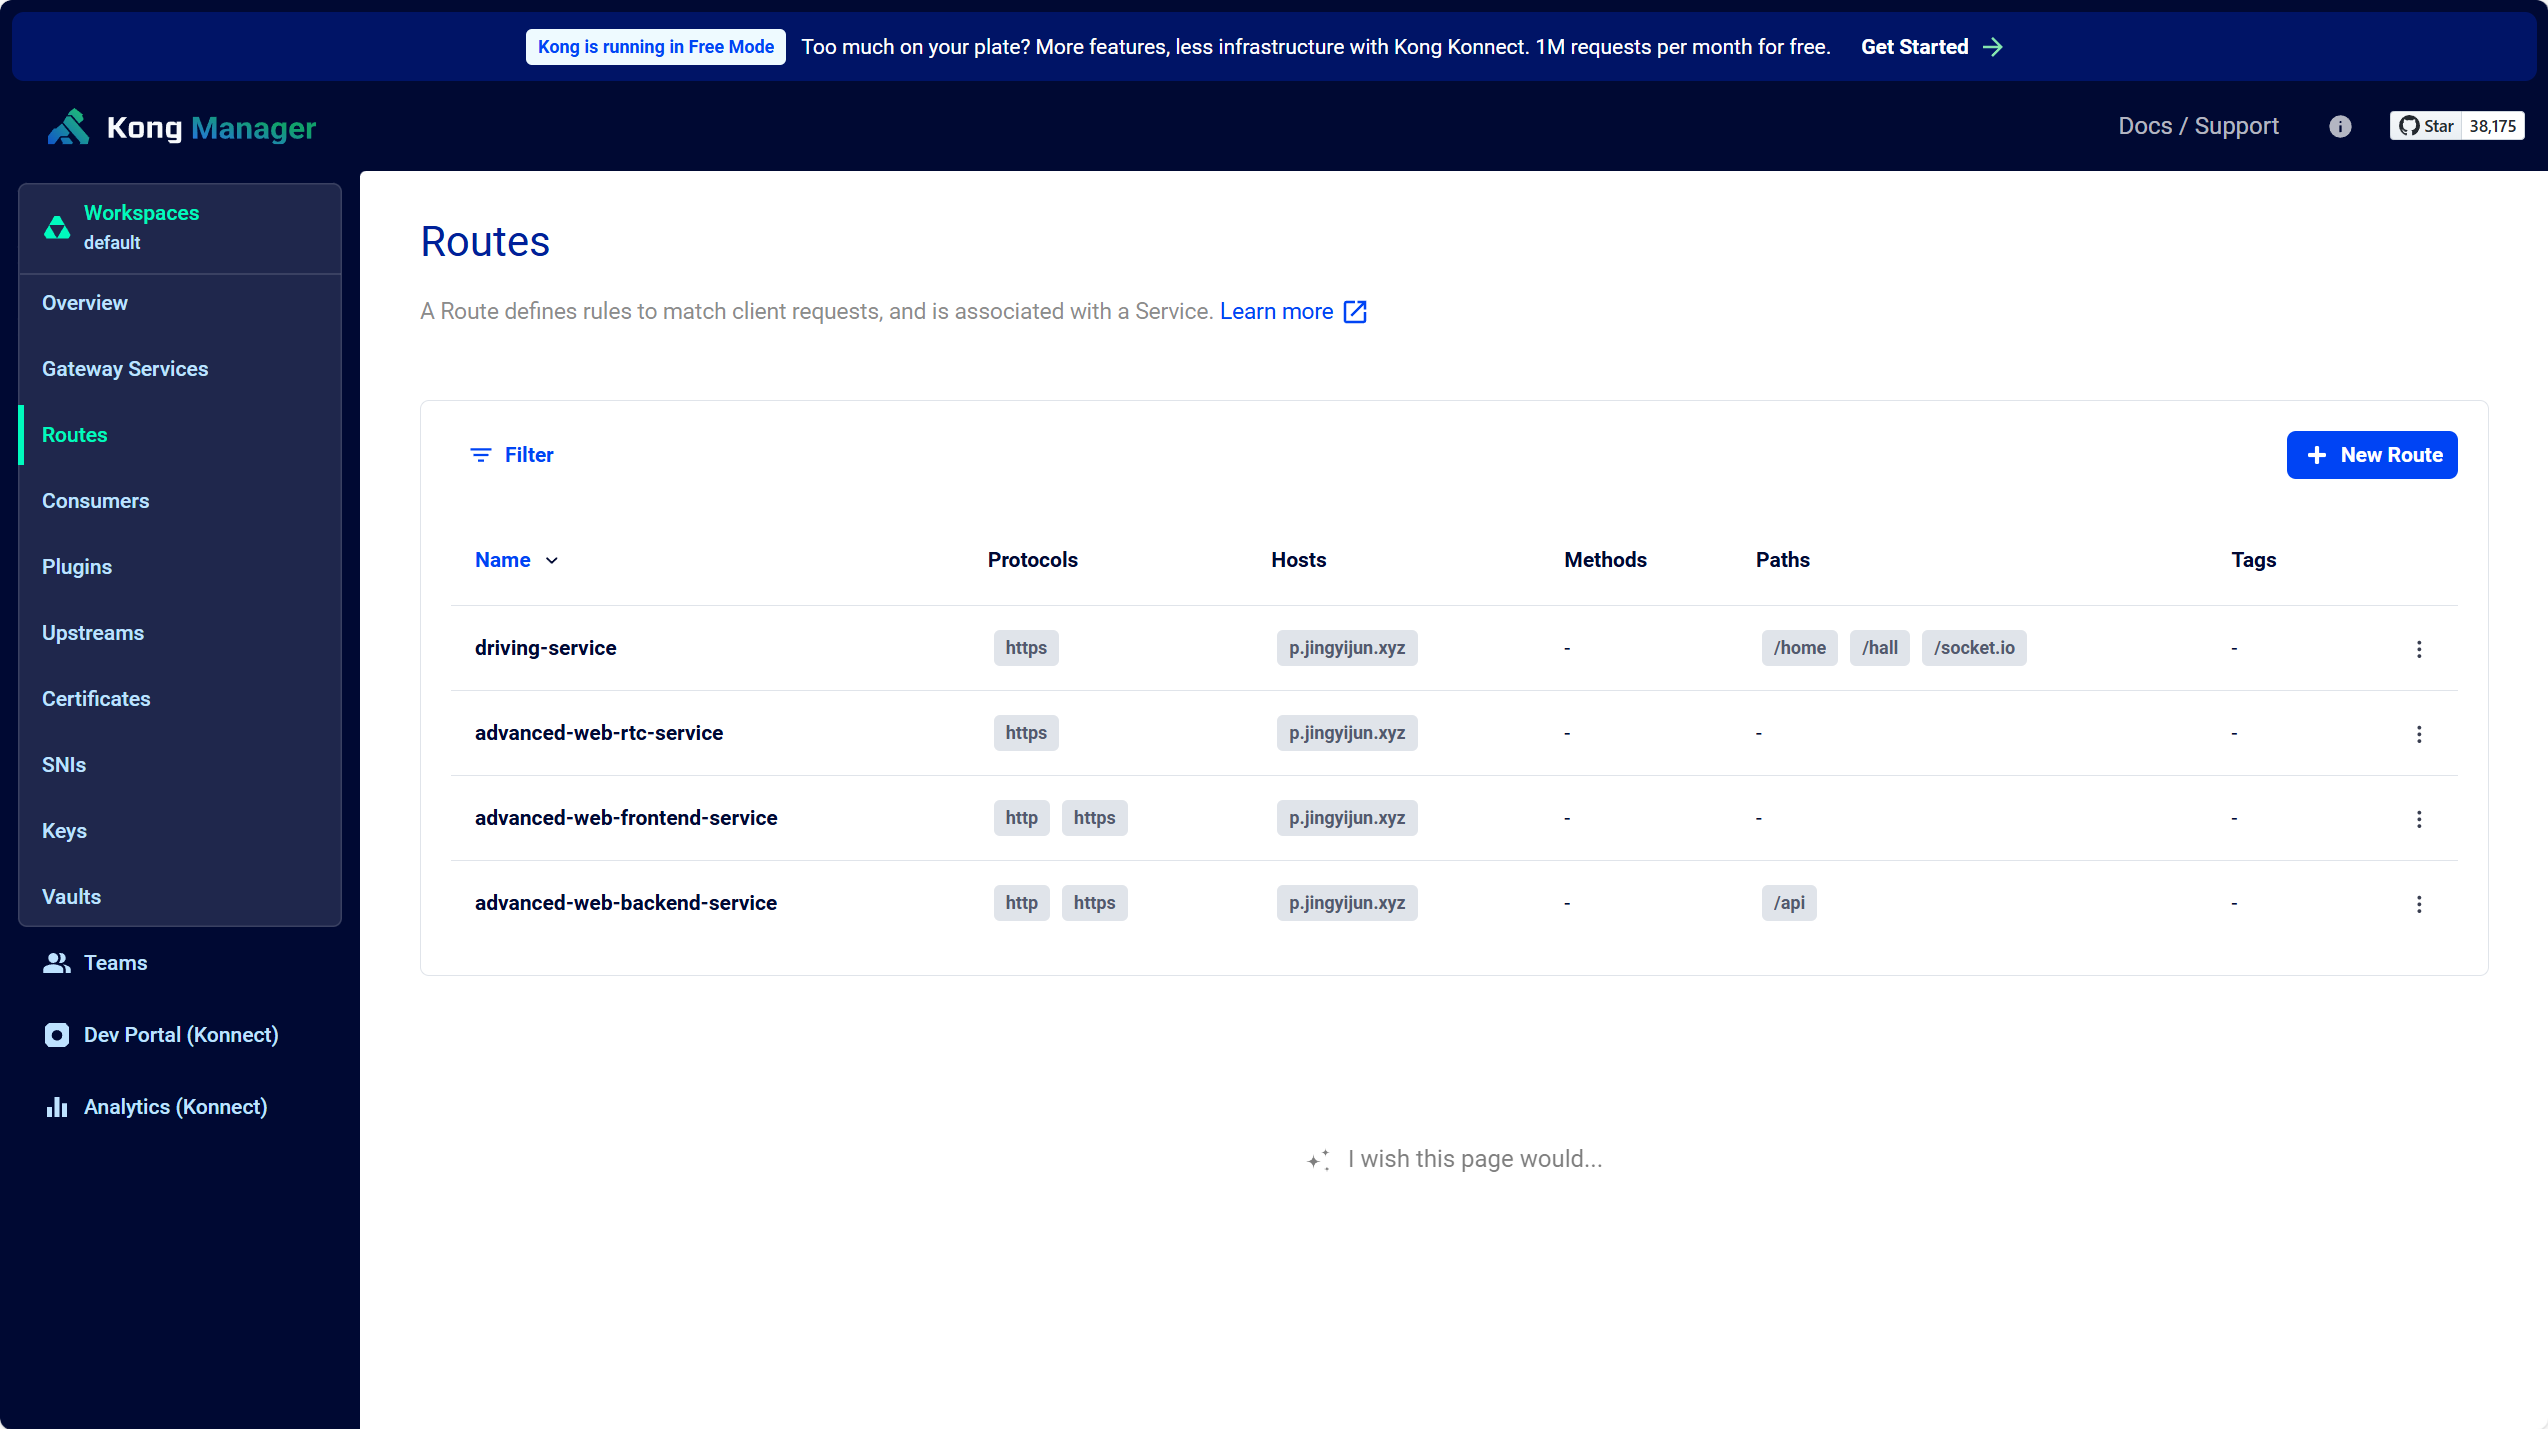 Kong is running in Free Mode Too much on your plate? More features, less infrastructure with Kong Konnect. 1M requests per month for free. Get Started
Kong Manager
Docs / Support
Star 38,175
Workspaces
default
Overview
Gateway Services
Routes
Consumers
Plugins
Upstreams
Certificates
SNIs
Keys
Vaults
Teams
Dev Portal (Konnect)
Analytics (Konnect)
Routes
A Route defines rules to match client requests, and is associated with a Service. Learn more
Filter
New Route
Name Protocols Hosts Methods Paths Tags
driving-service https p.jingyijun.xyz - /home /hall /socket.io -
advanced-web-rtc-service https p.jingyijun.xyz - - -
advanced-web-frontend-service http https p.jingyijun.xyz - - -
advanced-web-backend-service http https p.jingyijun.xyz - /api -
I wish this page would...